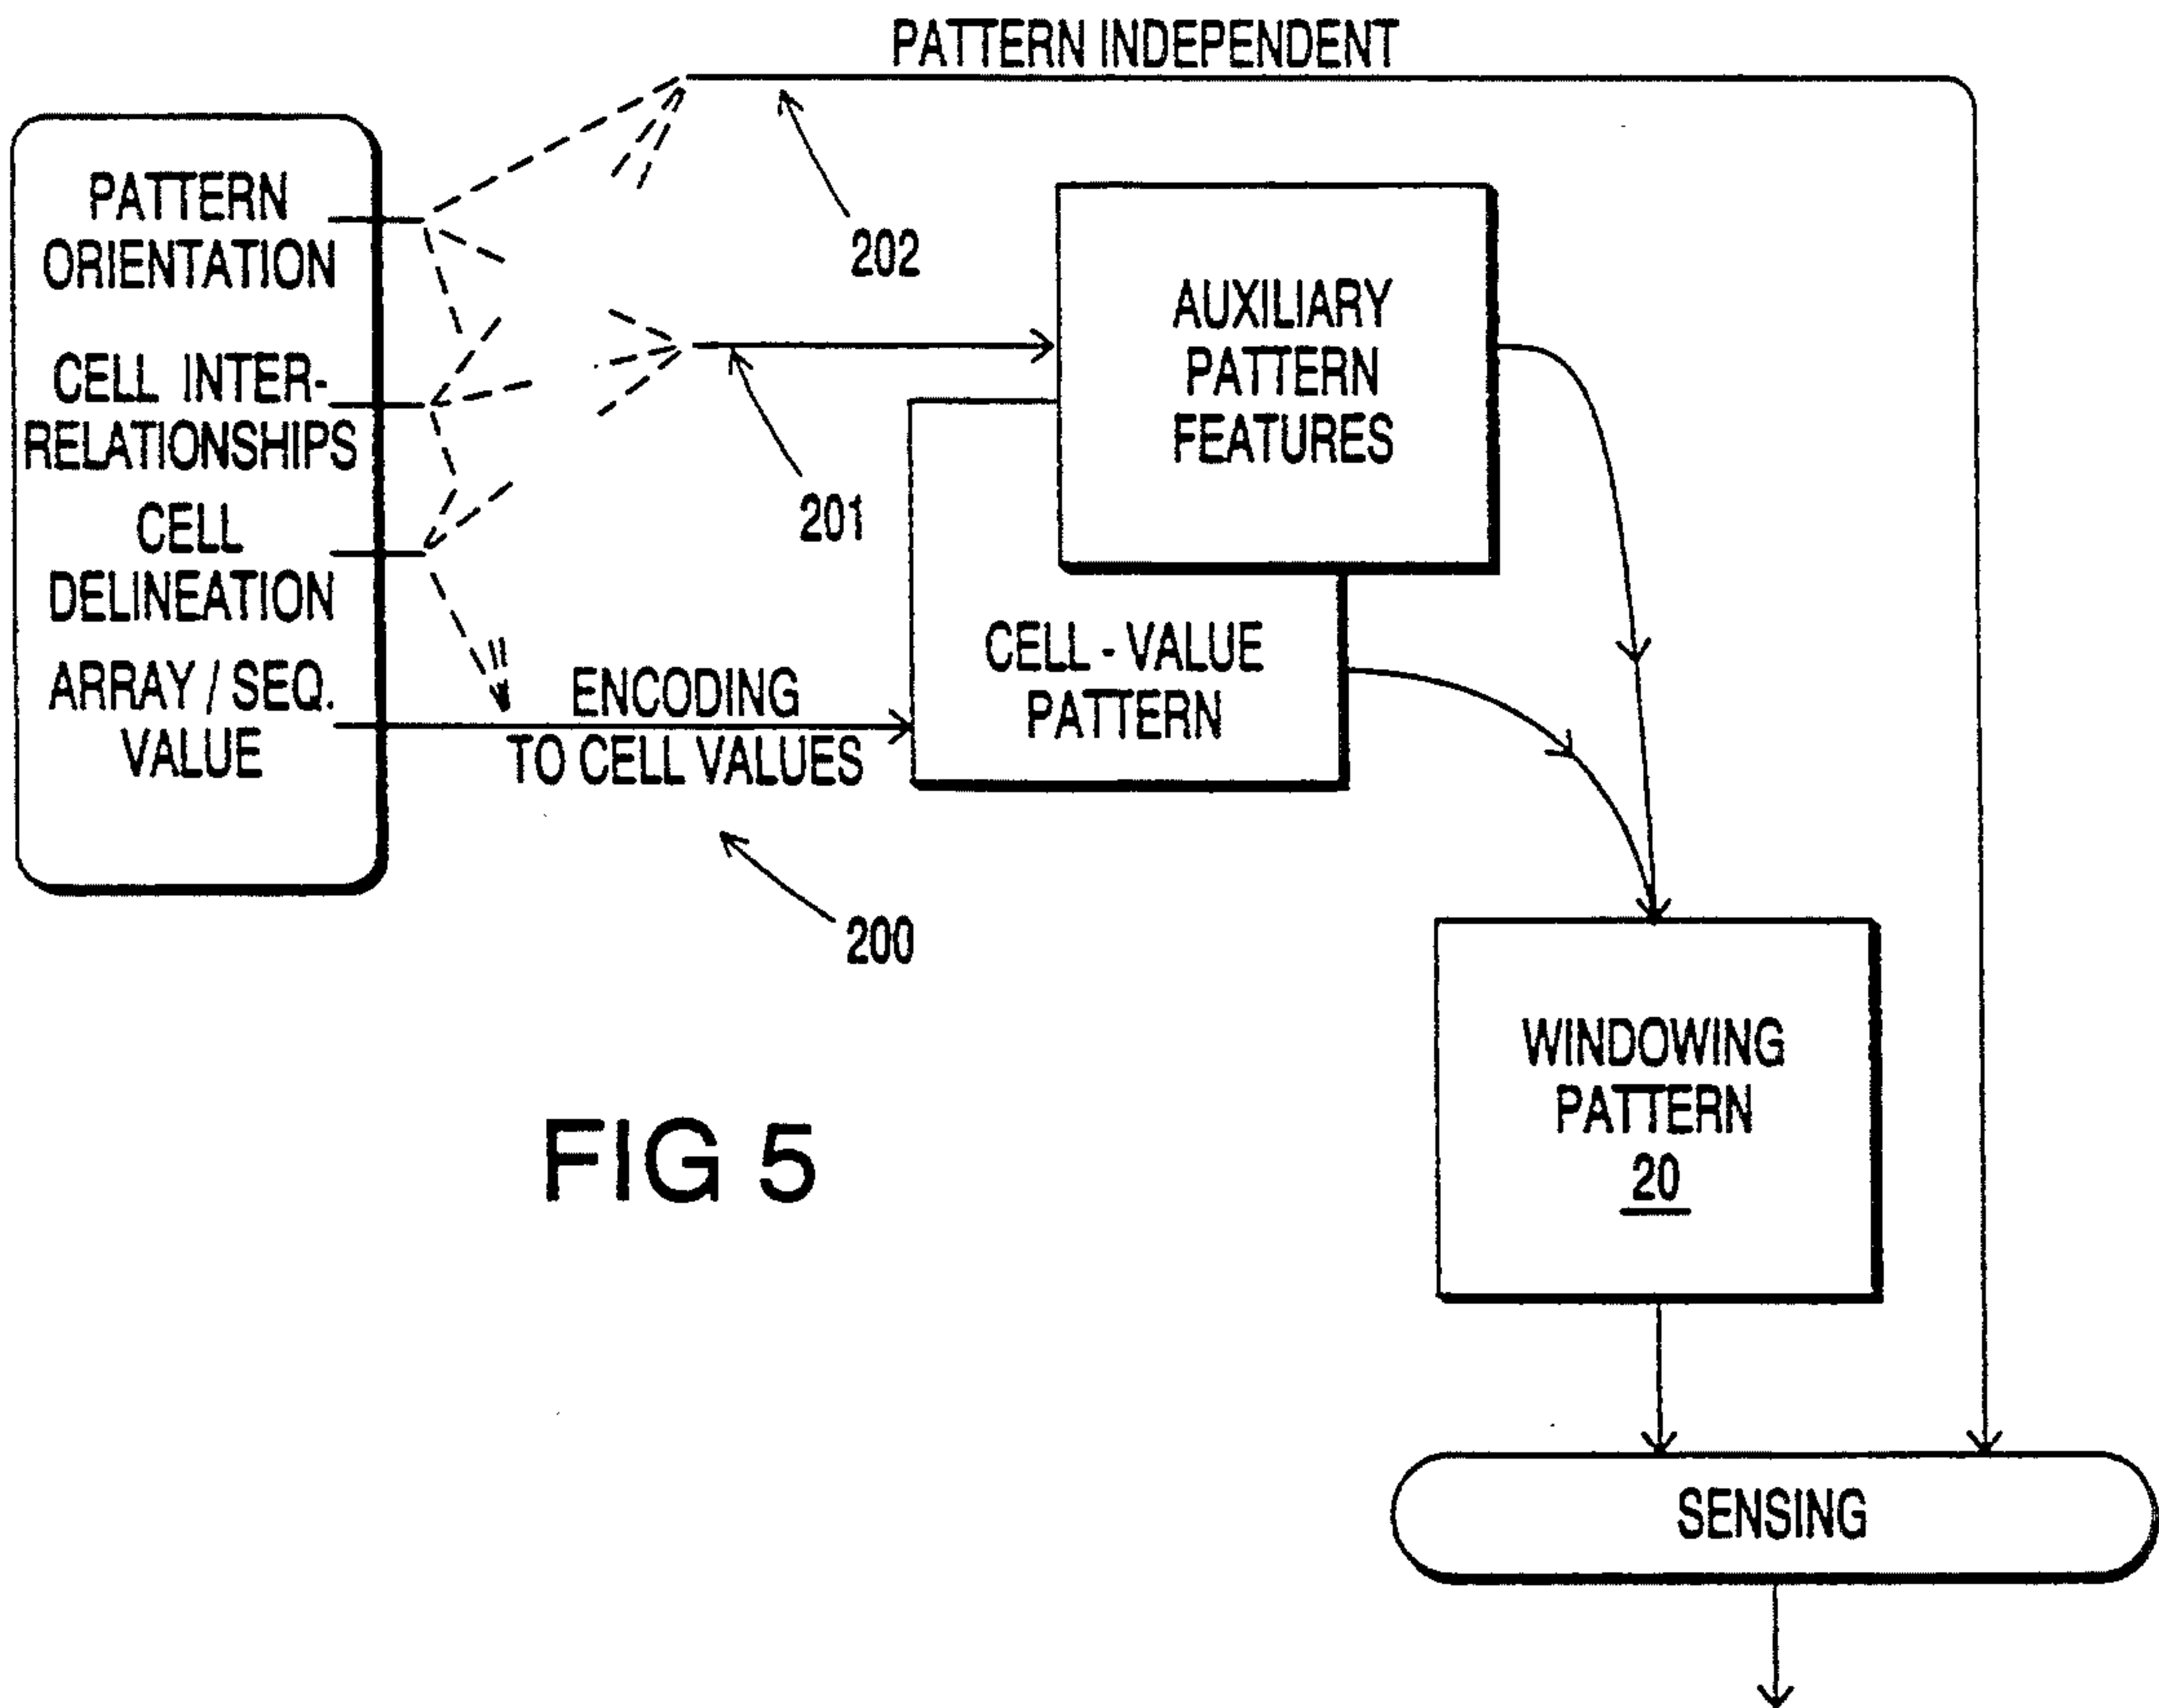 PATTERN INDEPENDENT
PATTERN
ORIENTATION
CELL INTER-
RELATIONSHIPS
CELL
DELINEATION
ARRAY / SEQ.
VALUE
202
201
ENCODING
TO CELL VALUES
200
AUXILIARY
PATTERN
FEATURES
CELL - VALUE
PATTERN
WINDOWING
PATTERN
20
FIG 5
SENSING